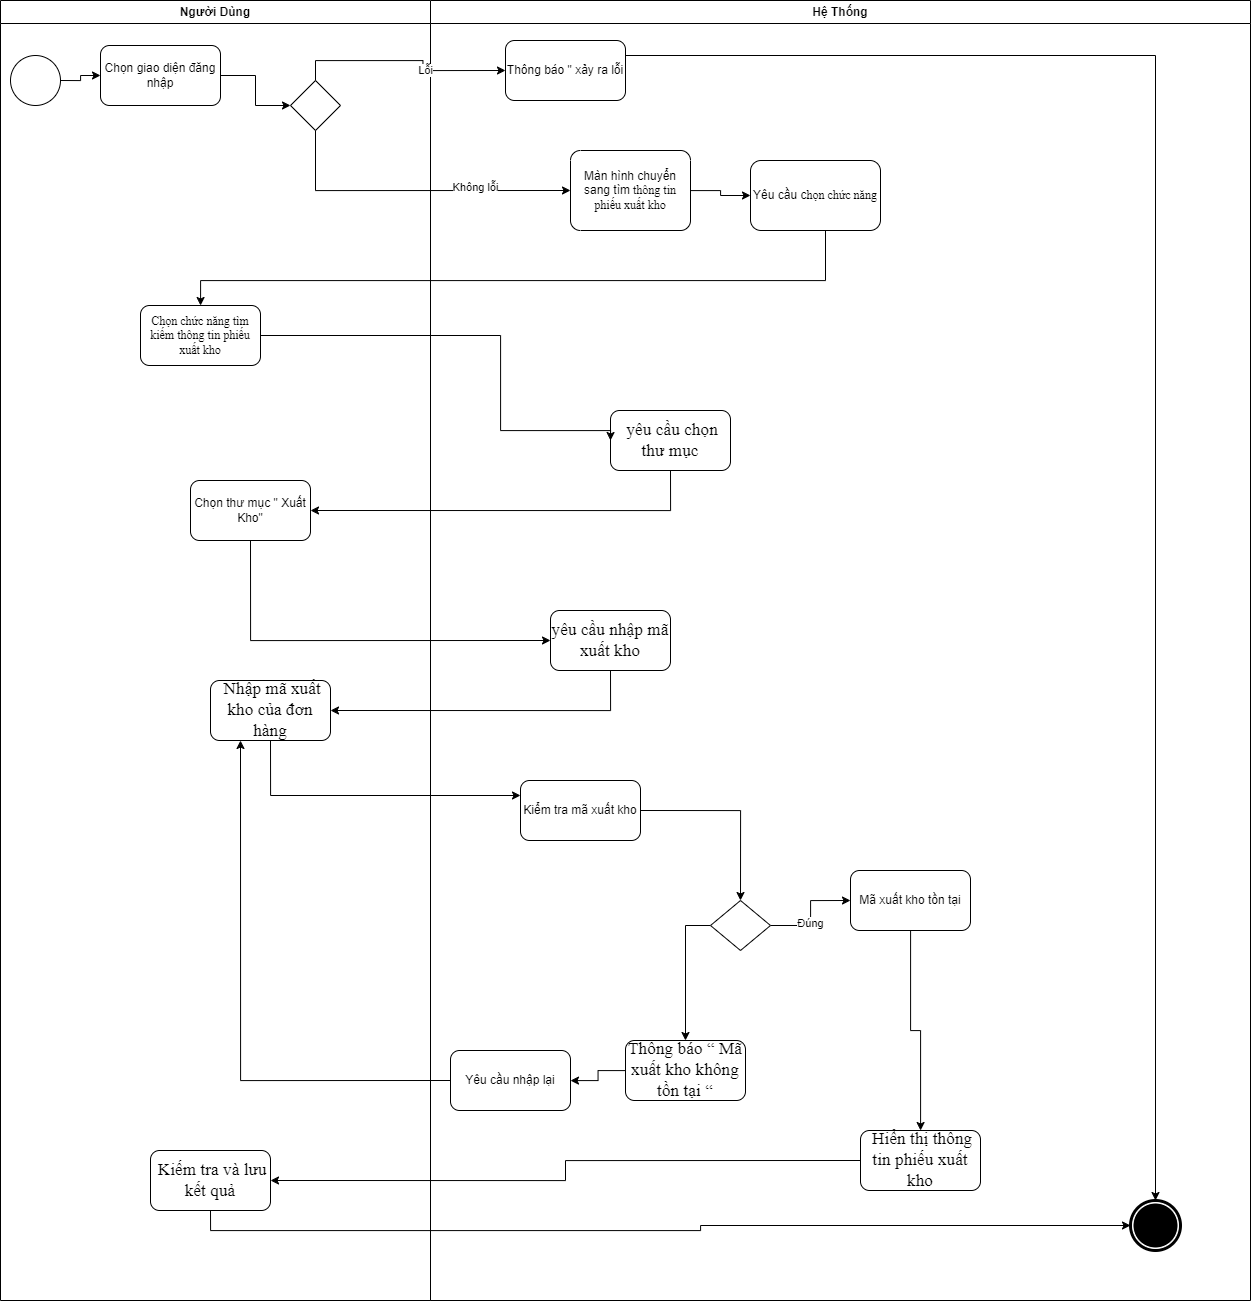 Người Dùng
Hệ Thống
Chọn giao diện đăng
nhập
Lỗi
Thông báo " xảy ra lỗi
Không lỗi
Màn hình chuyển
sang tìm thông tin
phiếu xuất kho
Yêu cầu chọn chức năng
Chọn chức năng tìm
kiếm thông tin phiếu
xuất kho
yêu cầu chọn
thư mục
Chọn thư mục " Xuất
Kho"
yêu cầu nhập mã
xuất kho
Nhập mã xuất
kho của đơn
hàng
Kiểm tra mã xuất kho
Đúng
Mã xuất kho tồn tại
Thông báo “ Mã
xuất kho không
tồn tại “
Yêu cầu nhập lại
Hiển thị thông
tin phiếu xuất
kho
Kiểm tra và lưu
kết quả